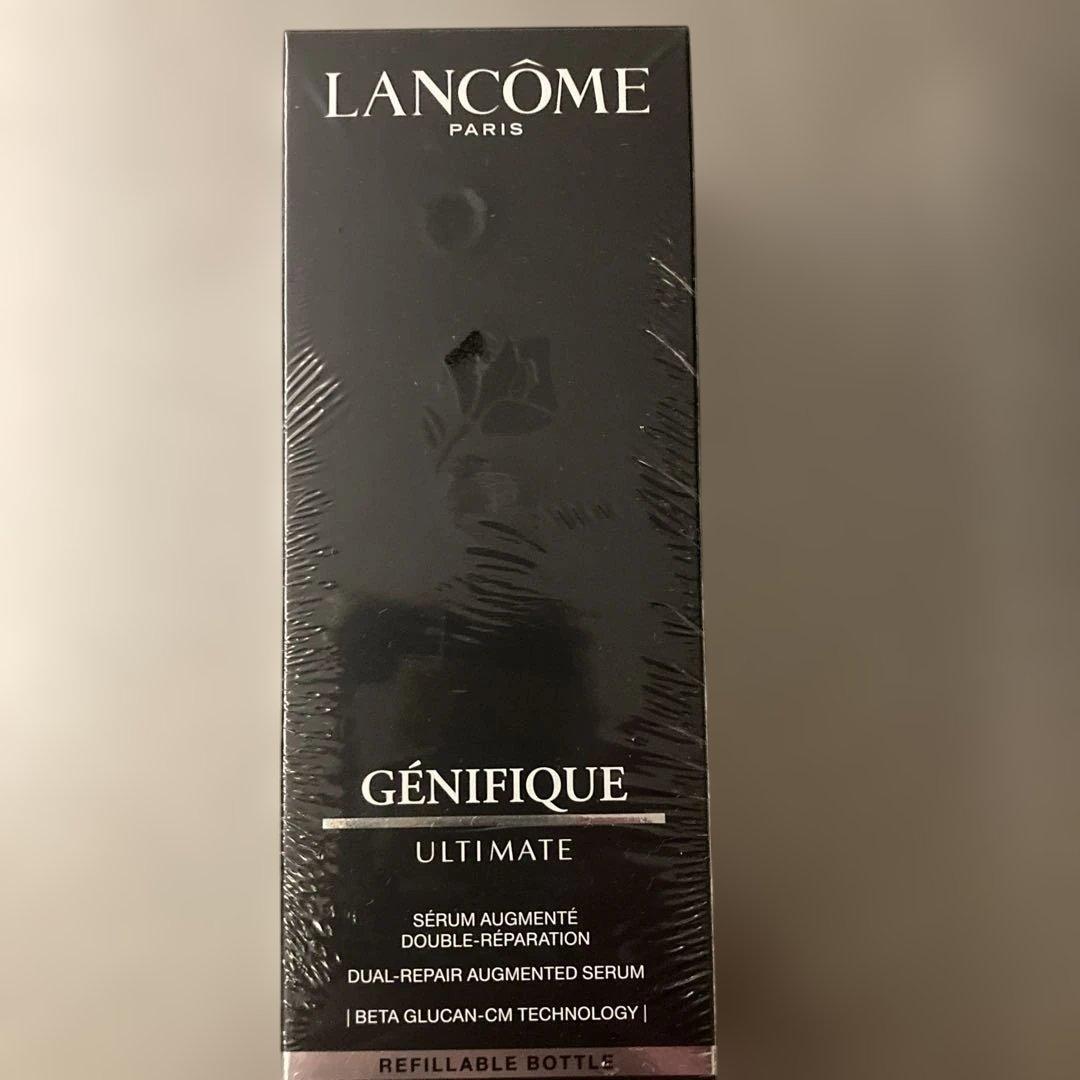 LANCÔME
PARIS
GÉNIFIQUE
ULTIMATE
SÉRUM AUGMENTÉ
DOUBLE-RÉPARATION
DUAL-REPAIR AUGMENTED SERUM
| BETA GLUCAN-CM TECHNOLOGY |
REFILLABLE BOTTLE